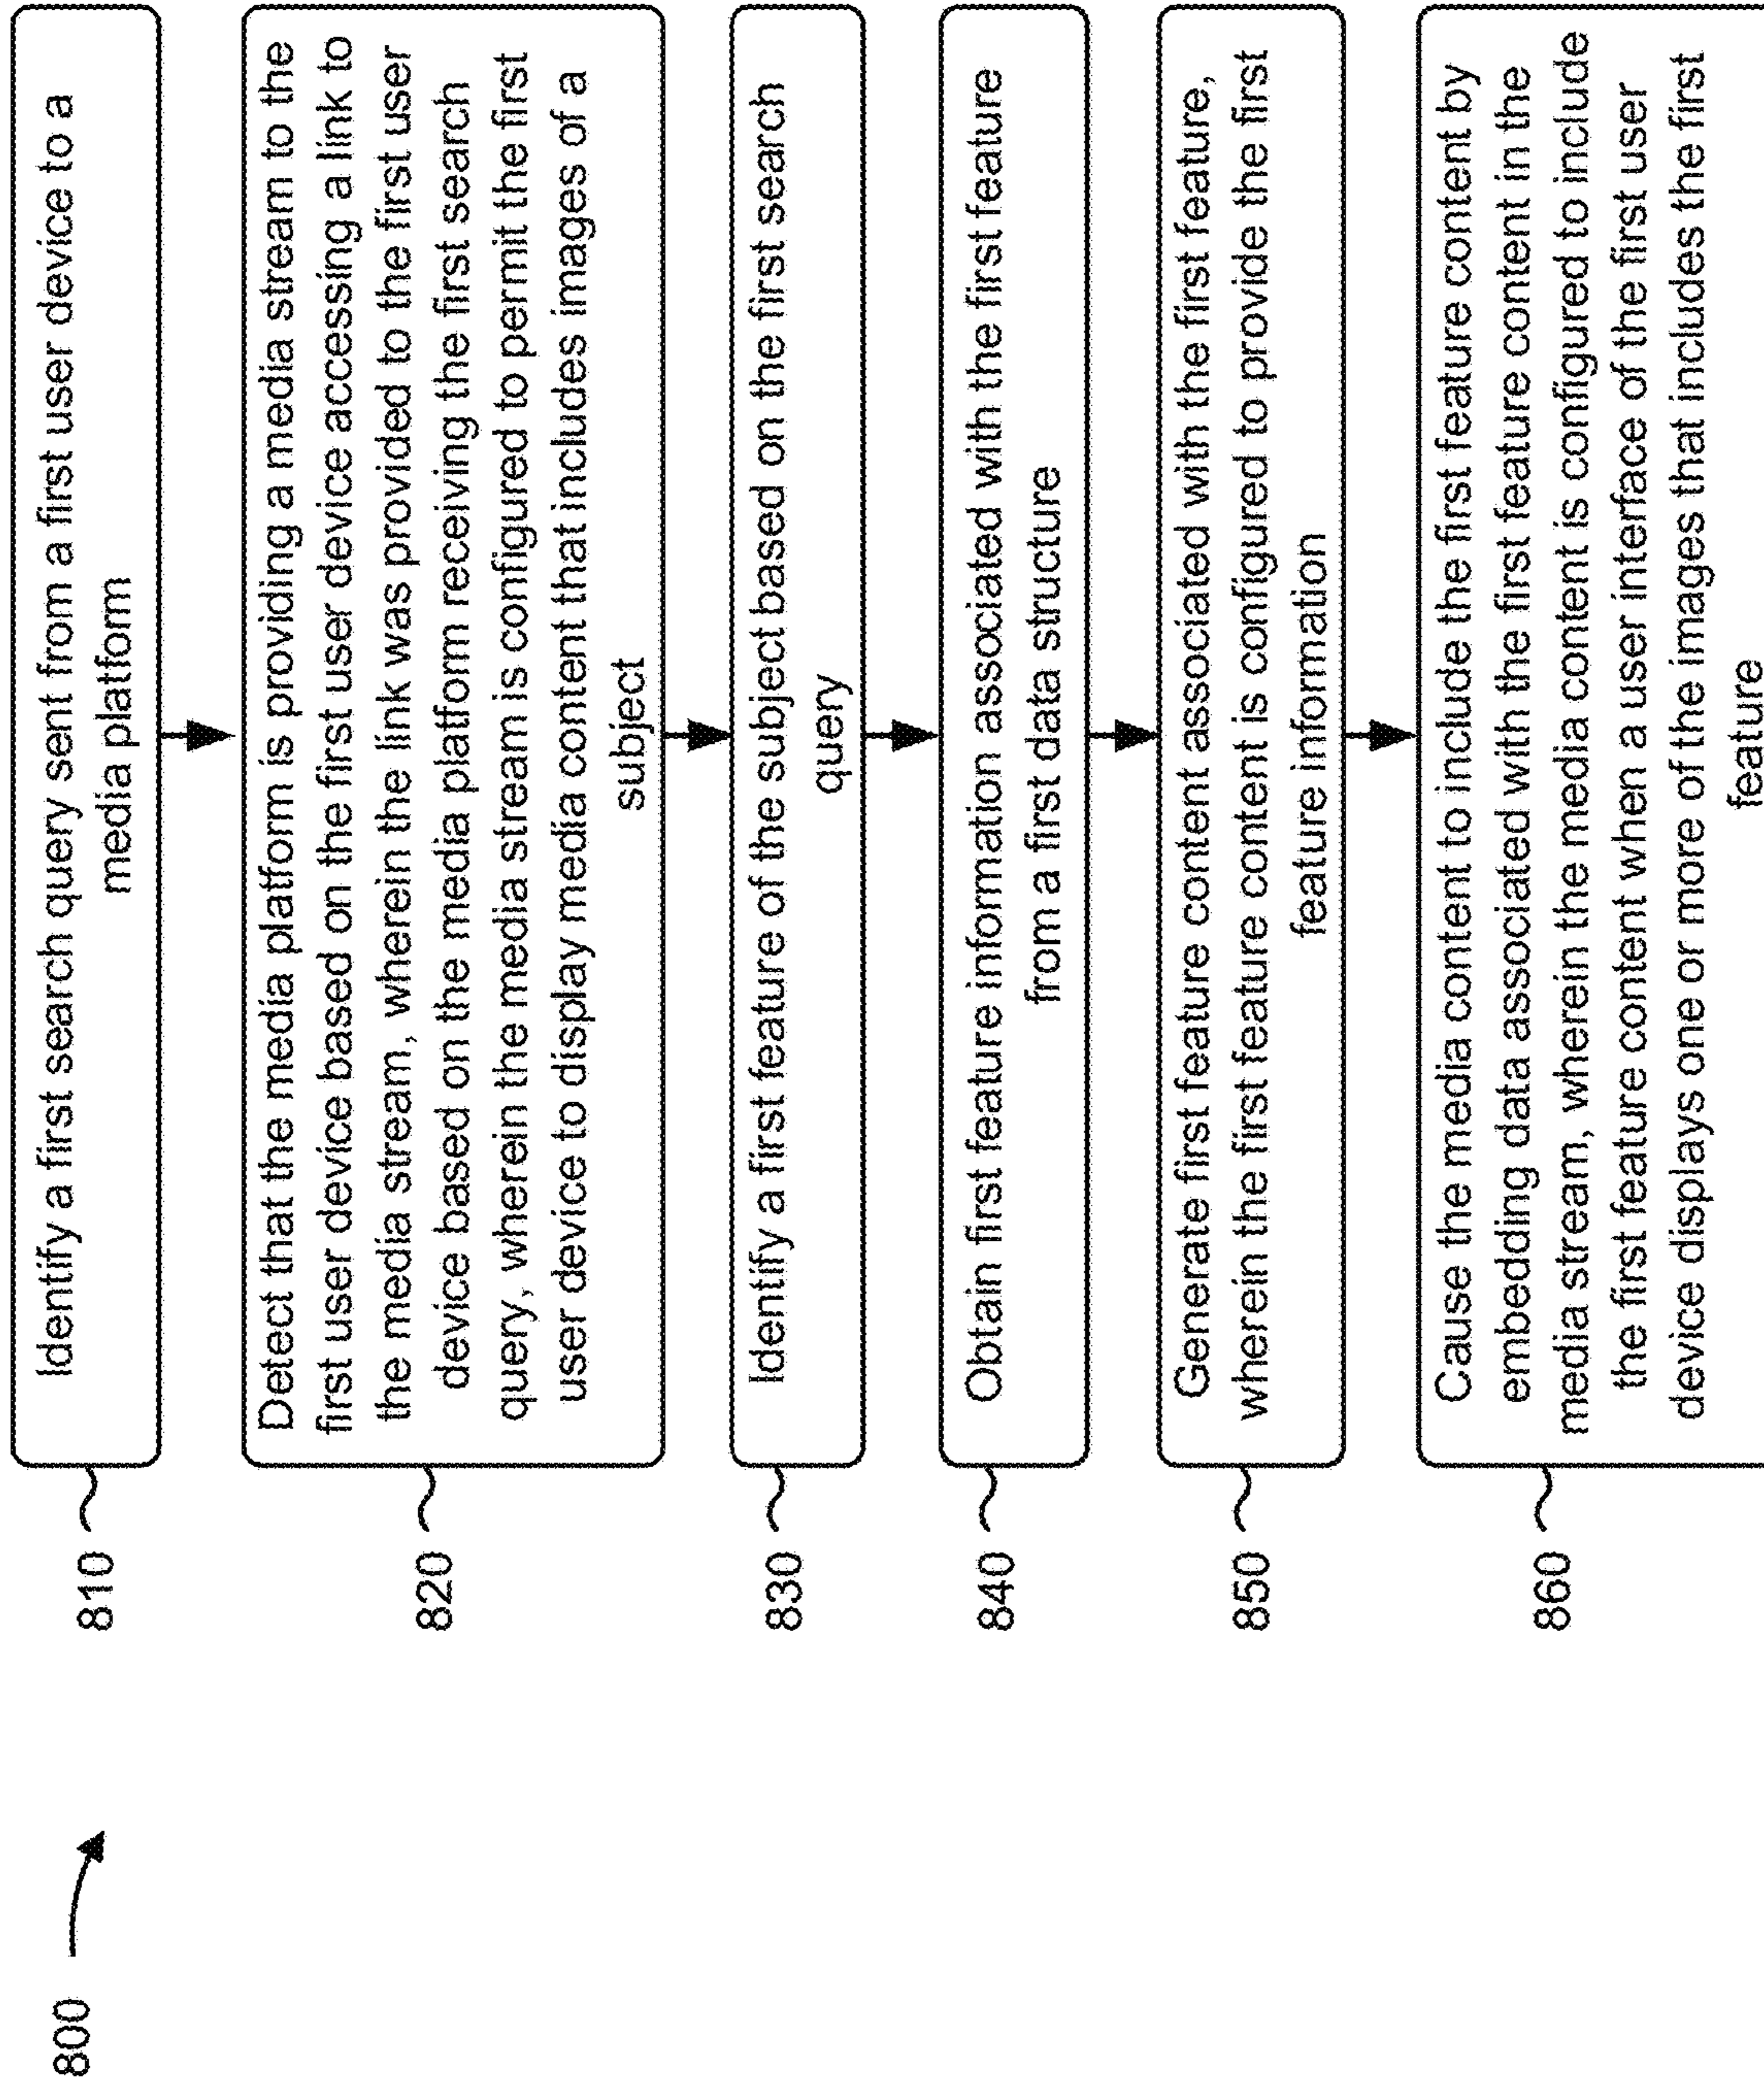 800
810
Identify a first search query sent from a first user device to a
media platform
820
Detect that the media platform is providing a media stream to the
first user device based on the first user device accessing a link to
the media stream, wherein the link was provided to the first user
device based on the media platform receiving the first search
query, wherein the media stream is configured to permit the first
user device to display media content that includes images of a
subject
830
Identify a first feature of the subject based on the first search
query
840
Obtain first feature information associated with the first feature
from a first data structure
850
Generate first feature content associated with the first feature,
wherein the first feature content is configured to provide the first
feature information
860
Cause the media content to include the first feature content by
embedding data associated with the first feature content in the
media stream, wherein the media content is configured to include
the first feature content when a user interface of the first user
device displays one or more of the images that includes the first
feature